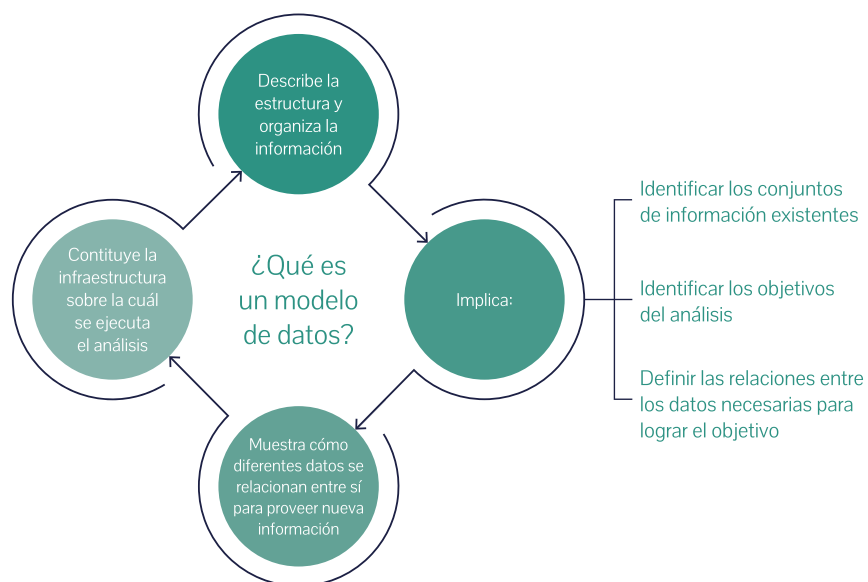 ¿Qué es
un modelo
de datos?
Describe la
estructura y
organiza la
información
Implica:
Identificar los conjuntos
de información existentes
Identificar los objetivos
del análisis
Definir las relaciones entre
los datos necesarias para
lograr el objetivo
Muestra cómo
diferentes datos se
relacionan entre sí
para proveer nueva
información
Contituye la
infraestructura
sobre la cuál
se ejecuta
el análisis